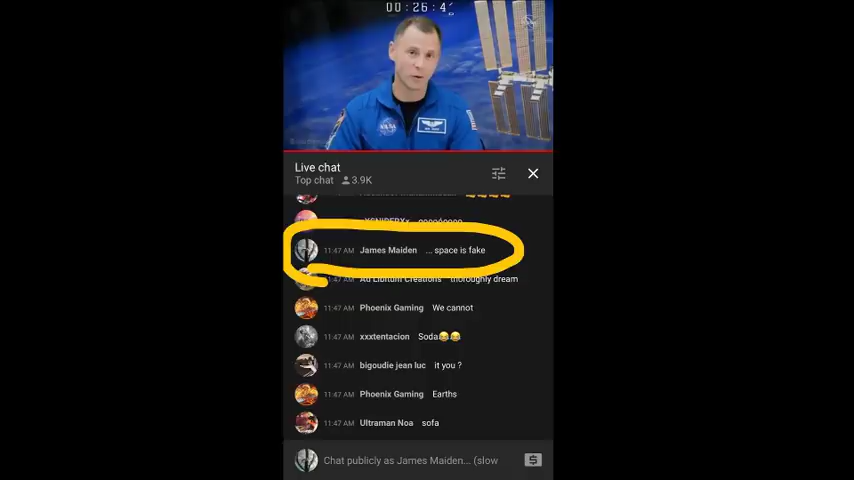 00:26:4
NASA
Live chat
Top chat 3.9K
11:47 AM James Maiden ... space is fake
11:47 AM Ad Libitum Creations thoroughly dream
11:47 AM Phoenix Gaming We cannot
11:47 AM xxxtentacion Soda😂😂
11:47 AM bigoudie jean luc it you ?
11:47 AM Phoenix Gaming Earths
11:47 AM Ultraman Noa sofa
Chat publicly as James Maiden... (slow